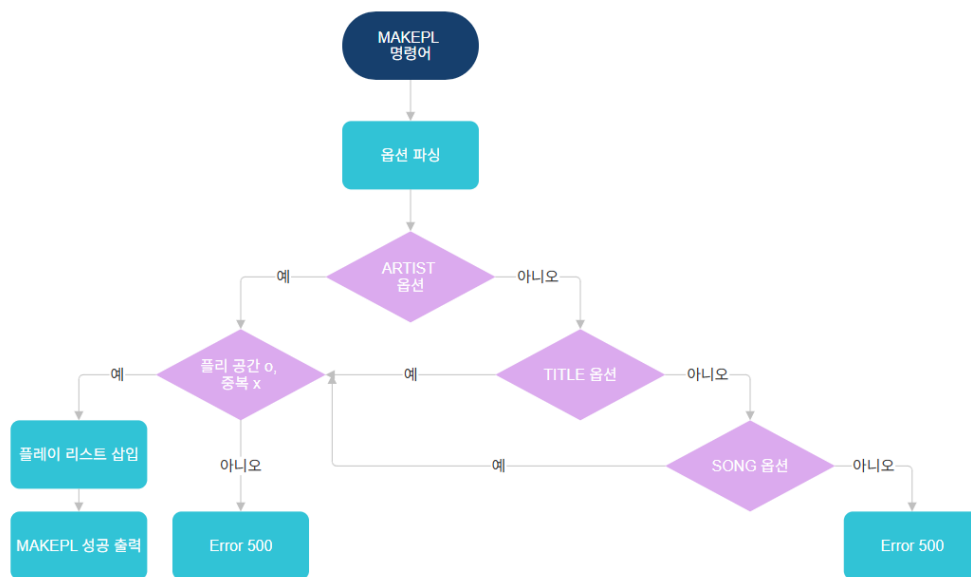 MAKEPL
명령어
옵션 파싱
ARTIST
옵션
예
아니오
플리 공간 o,
중복 x
예
TITLE 옵션
예
아니오
플레이 리스트 삽입
아니오
SONG 옵션
예
아니오
MAKEPL 성공 출력
Error 500
Error 500